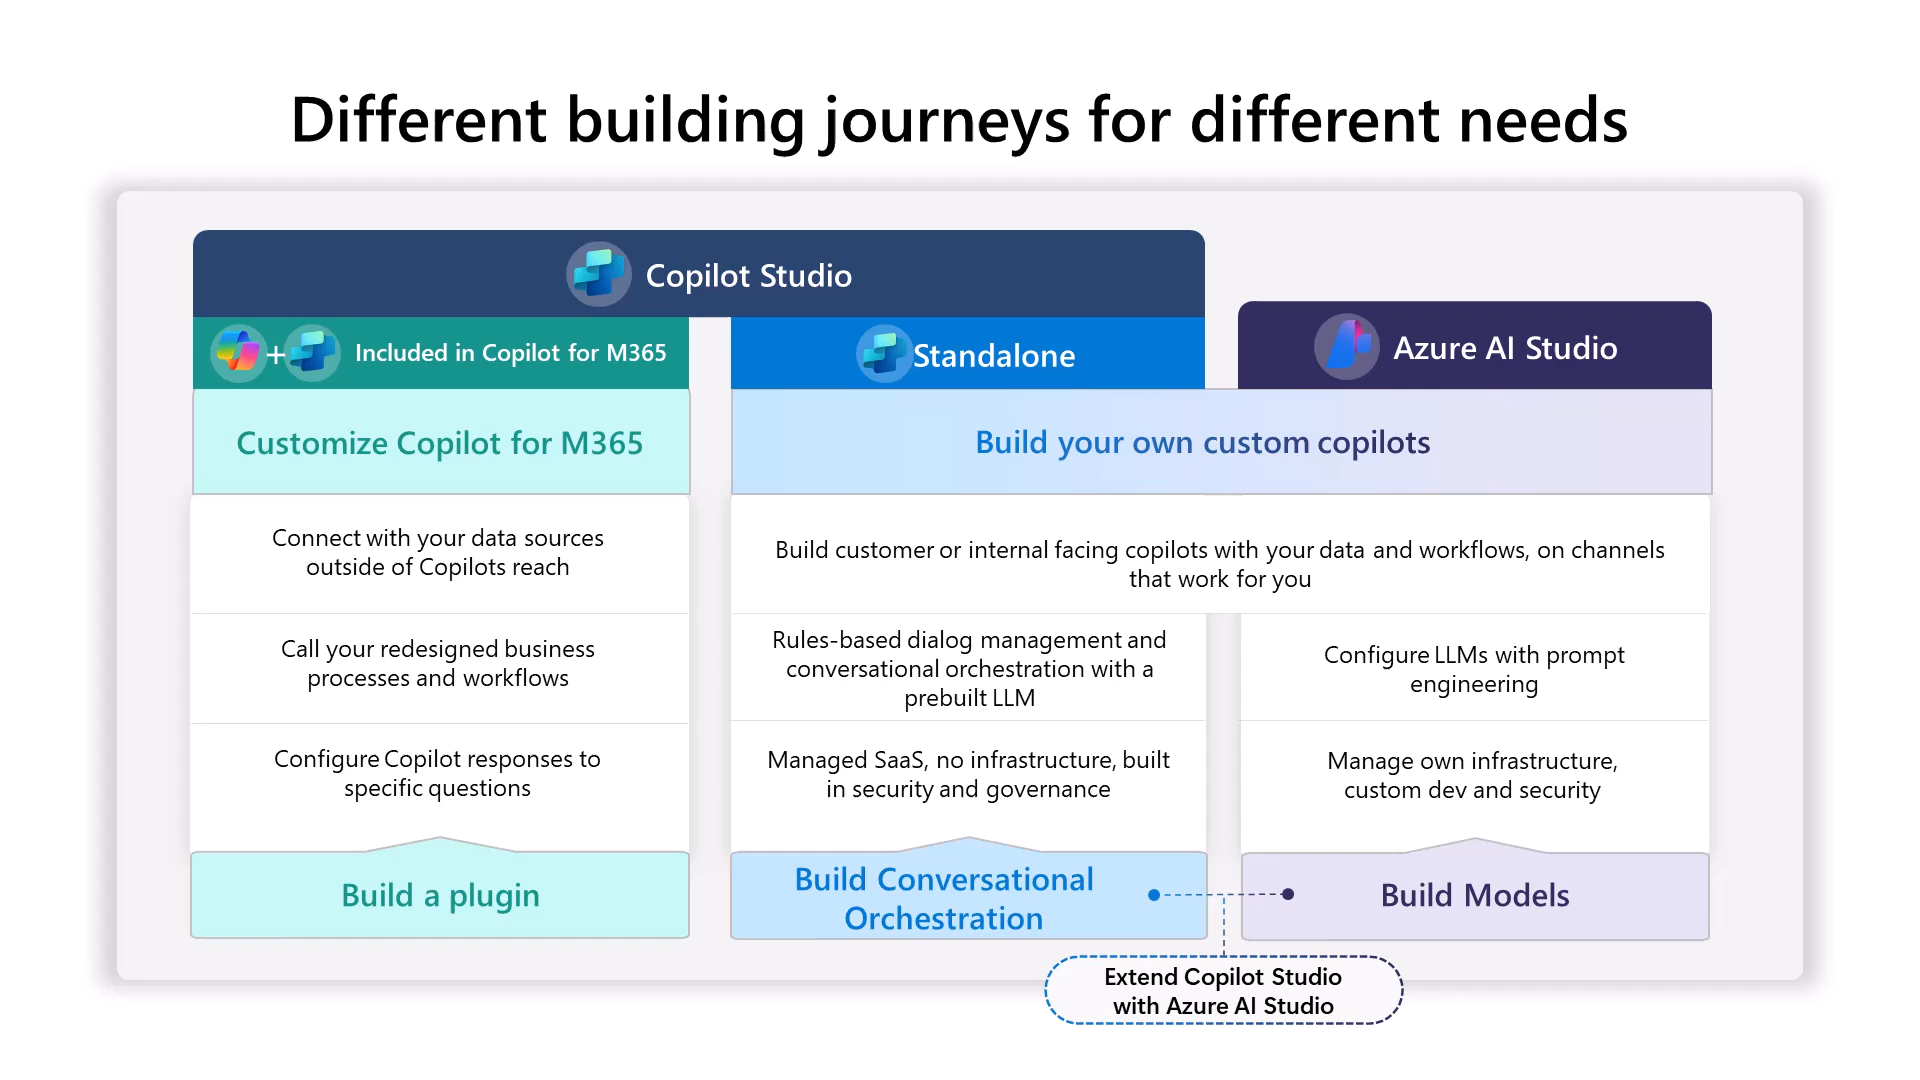 Different building journeys for different needs
Copilot Studio
+
Included in Copilot for M365
Standalone
Azure AI Studio
Customize Copilot for M365
Build your own custom copilots
Connect with your data sources
outside of Copilots reach
Build customer or internal facing copilots with your data and workflows, on channels
that work for you
Call your redesigned business
processes and workflows
Rules-based dialog management and
conversational orchestration with a
prebuilt LLM
Configure LLMs with prompt
engineering
Configure Copilot responses to
specific questions
Managed SaaS, no infrastructure, built
in security and governance
Manage own infrastructure,
custom dev and security
Build a plugin
Build Conversational
Orchestration
Build Models
Extend Copilot Studio
with Azure AI Studio